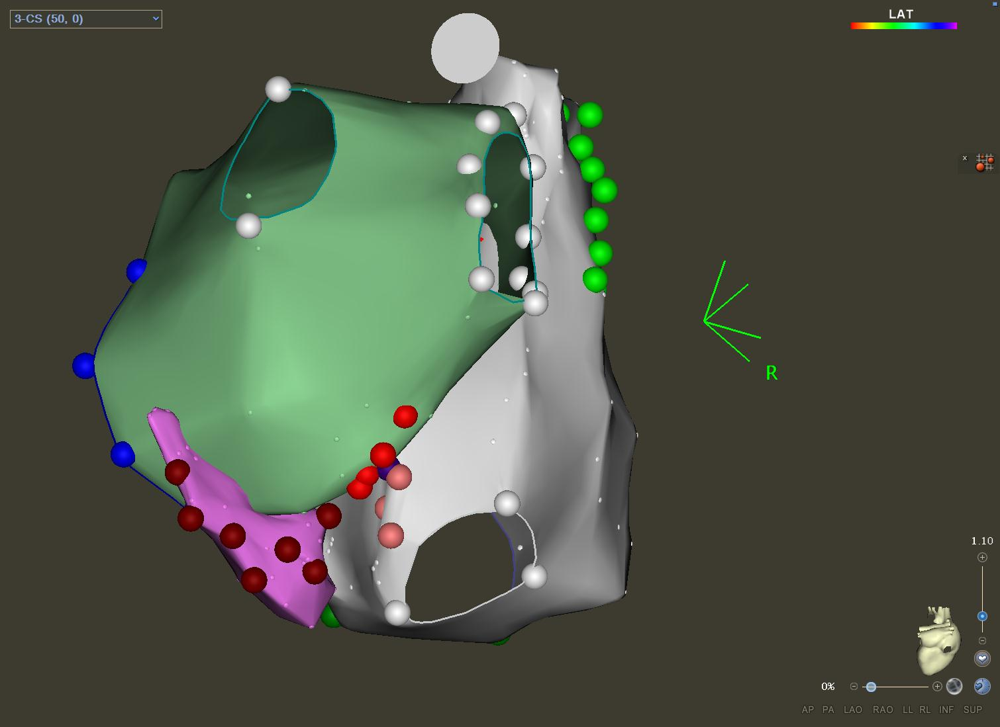 3-CS (50, 0)
LAT
x
R
1.10
0%
AP PA LAO RAO LL RL INF SUP